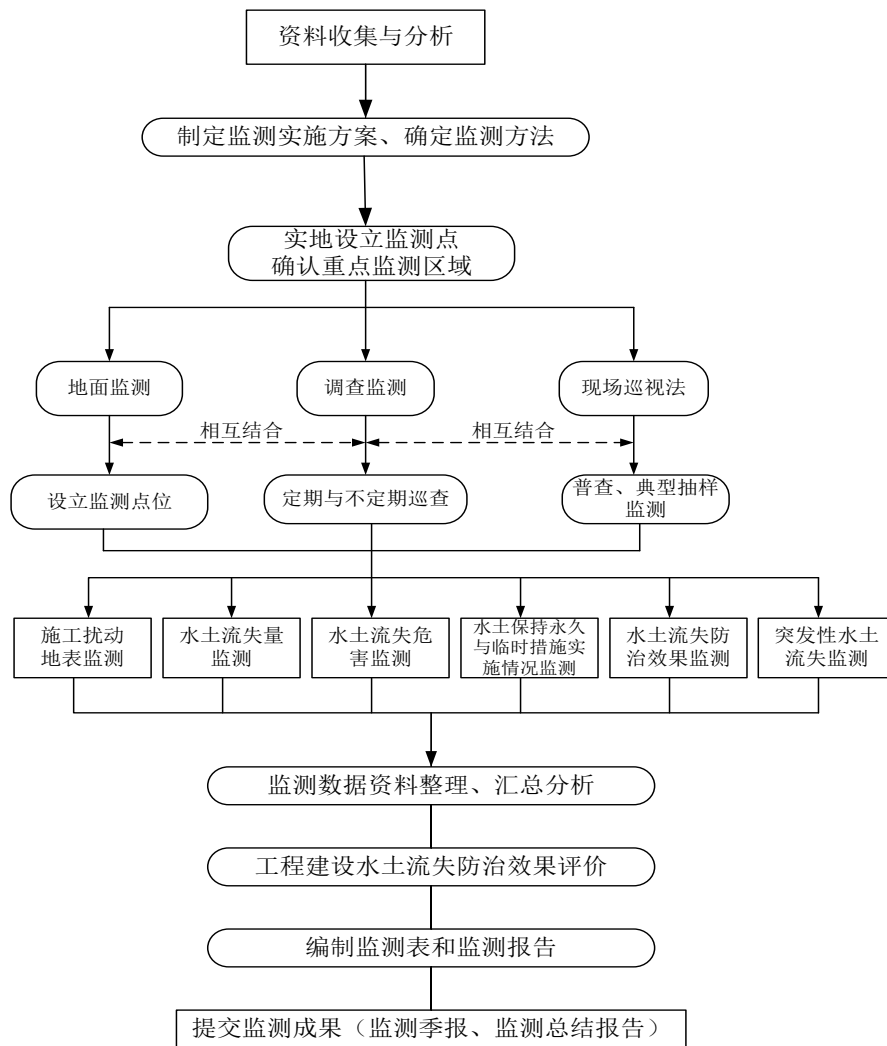 资料收集与分析
制定监测实施方案、确定监测方法
实地设立监测点
确认重点监测区域
地面监测
调查监测
现场巡视法
相互结合
相互结合
设立监测点位
定期与不定期巡查
普查、典型抽样
监测
施工扰动
地表监测
水土流失量
监测
水土流失危
害监测
水土保持永久
与临时措施实
施情况监测
水土流失防
治效果监测
突发性水土
流失监测
监测数据资料整理、汇总分析
工程建设水土流失防治效果评价
编制监测表和监测报告
提交监测成果（监测季报、监测总结报告）